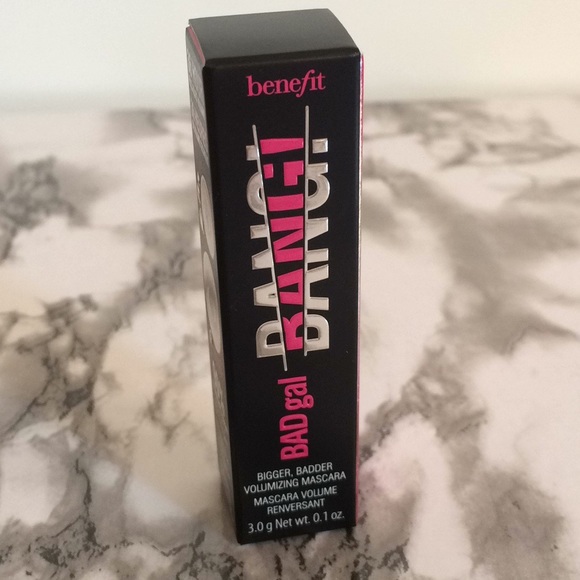 benefit
BADgal BANG!
BIGGER, BADDER
VOLUMIZING MASCARA
MASCARA VOLUME
RENVERSANT
3.0 g Net wt. 0.1 oz.